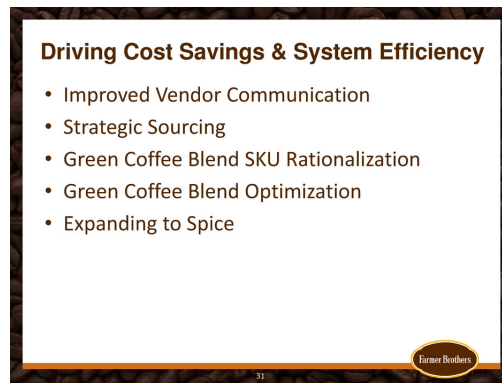 Driving Cost Savings & System Efficiency
• Improved Vendor Communication
• Strategic Sourcing
• Green Coffee Blend SKU Rationalization
• Green Coffee Blend Optimization
• Expanding to Spice
Farmer Brothers
31